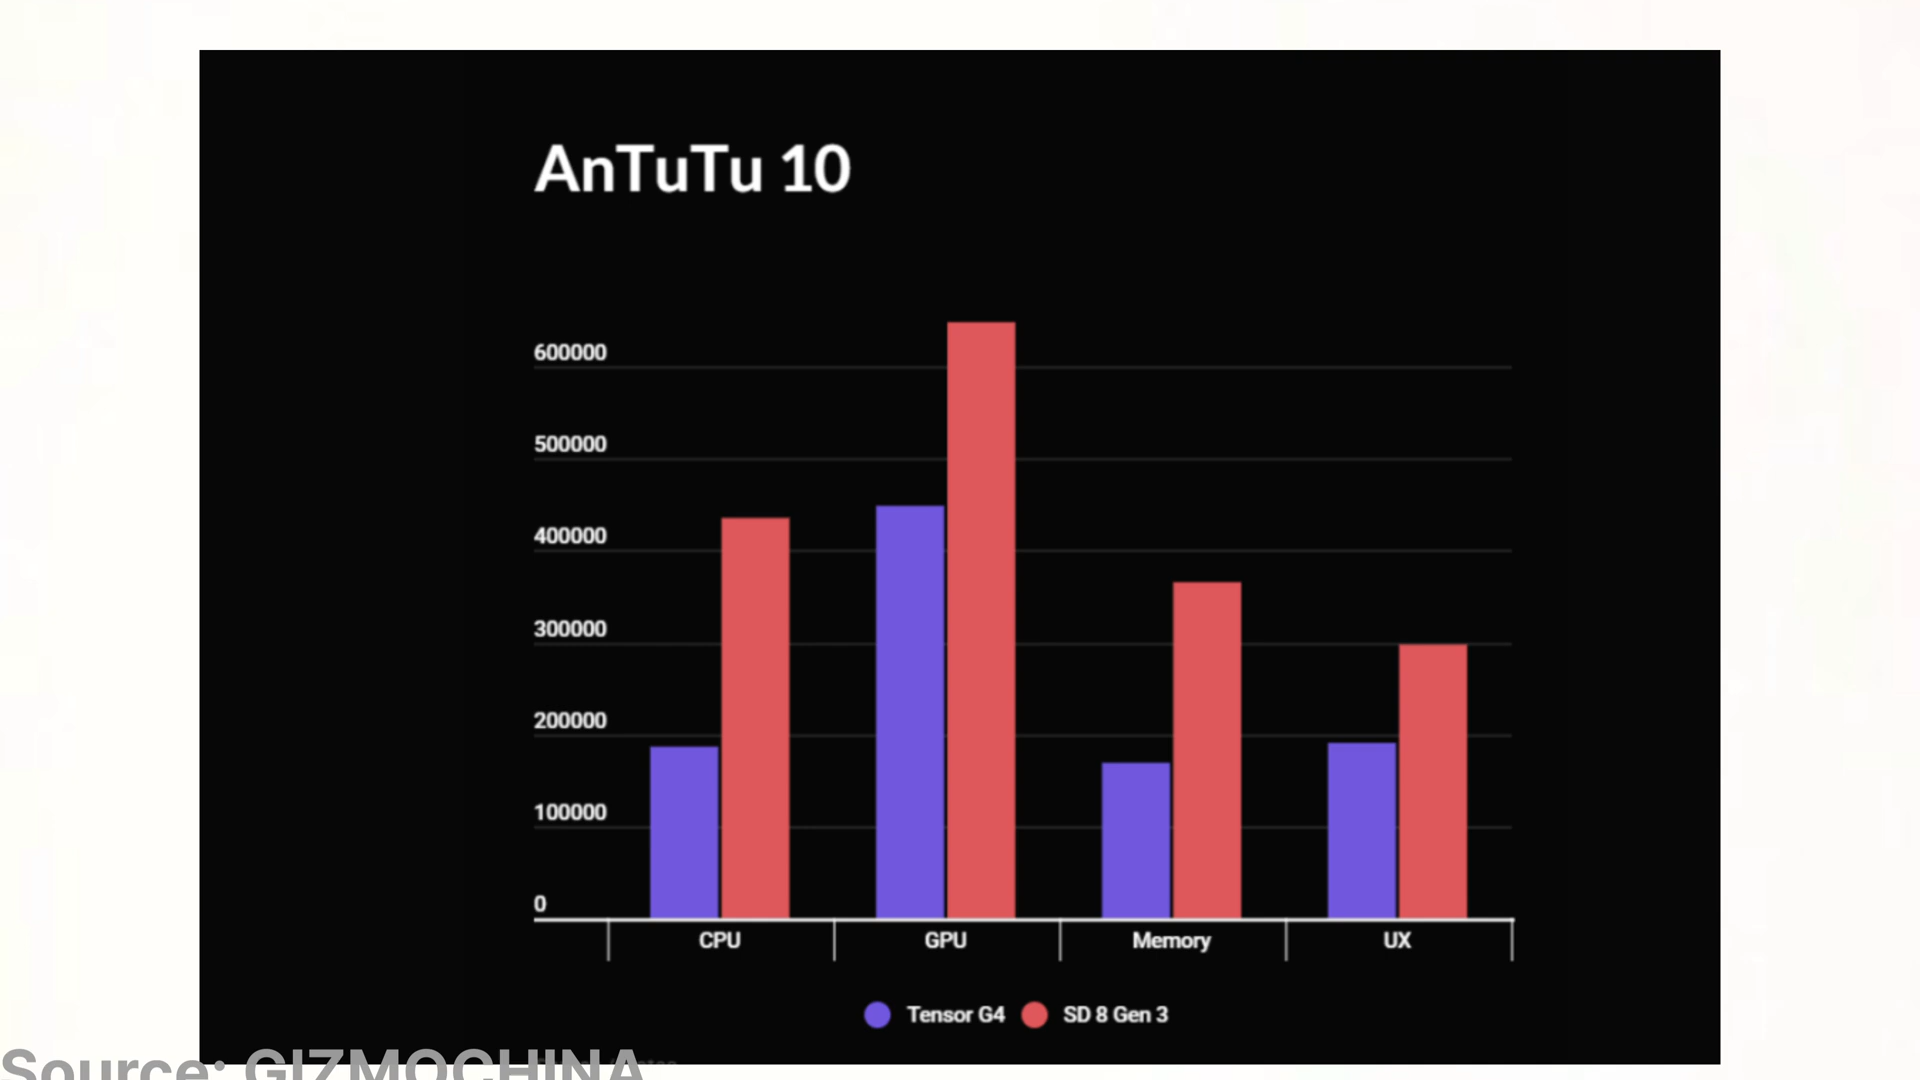 AnTuTu 10
600000
500000
400000
300000
200000
100000
0
CPU GPU Memory UX
Tensor G4 SD 8 Gen 3
Source: GIZMOCHINA